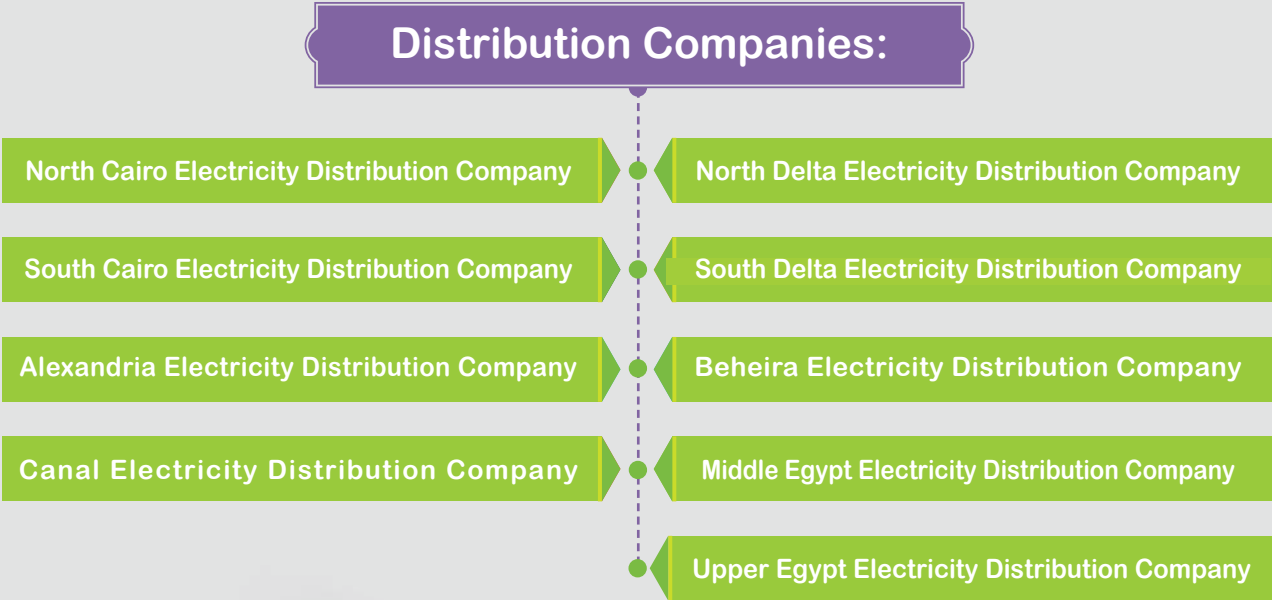 Distribution Companies:
North Cairo Electricity Distribution Company
North Delta Electricity Distribution Company
South Cairo Electricity Distribution Company
South Delta Electricity Distribution Company
Alexandria Electricity Distribution Company
Beheira Electricity Distribution Company
Canal Electricity Distribution Company
Middle Egypt Electricity Distribution Company
Upper Egypt Electricity Distribution Company